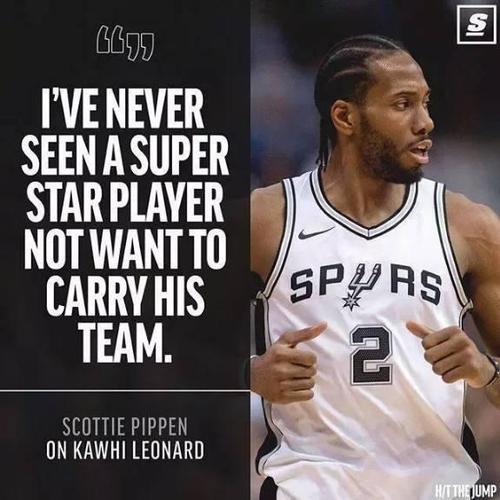 I'VE NEVER
SEEN A SUPER
STAR PLAYER
NOT WANT TO
CARRY HIS
TEAM.
SCOTTIE PIPPEN
ON KAWHI LEONARD
S
SPURS
2
H/T THE JUMP